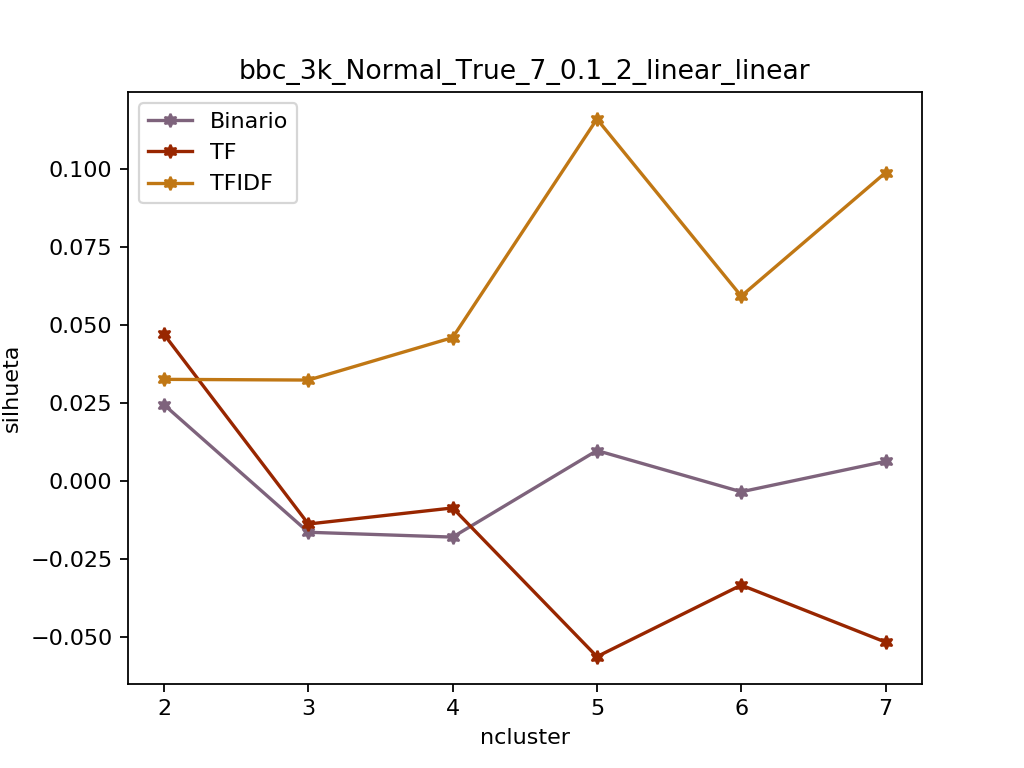 bbc_3k_Normal_True_7_0.1_2_linear_linear
Binario
TF
TFIDF
0.100
0.075
0.050
0.025
0.000
−0.025
−0.050
silhueta
2 3 4 5 6 7
ncluster